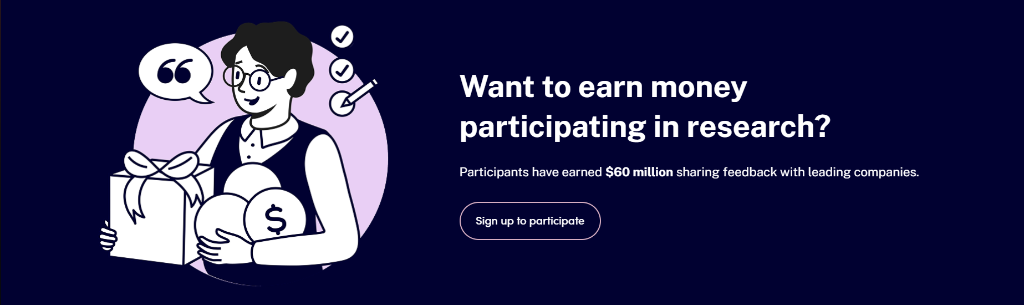 “
$
Want to earn money
participating in research?
Participants have earned $60 million sharing feedback with leading companies.
Sign up to participate